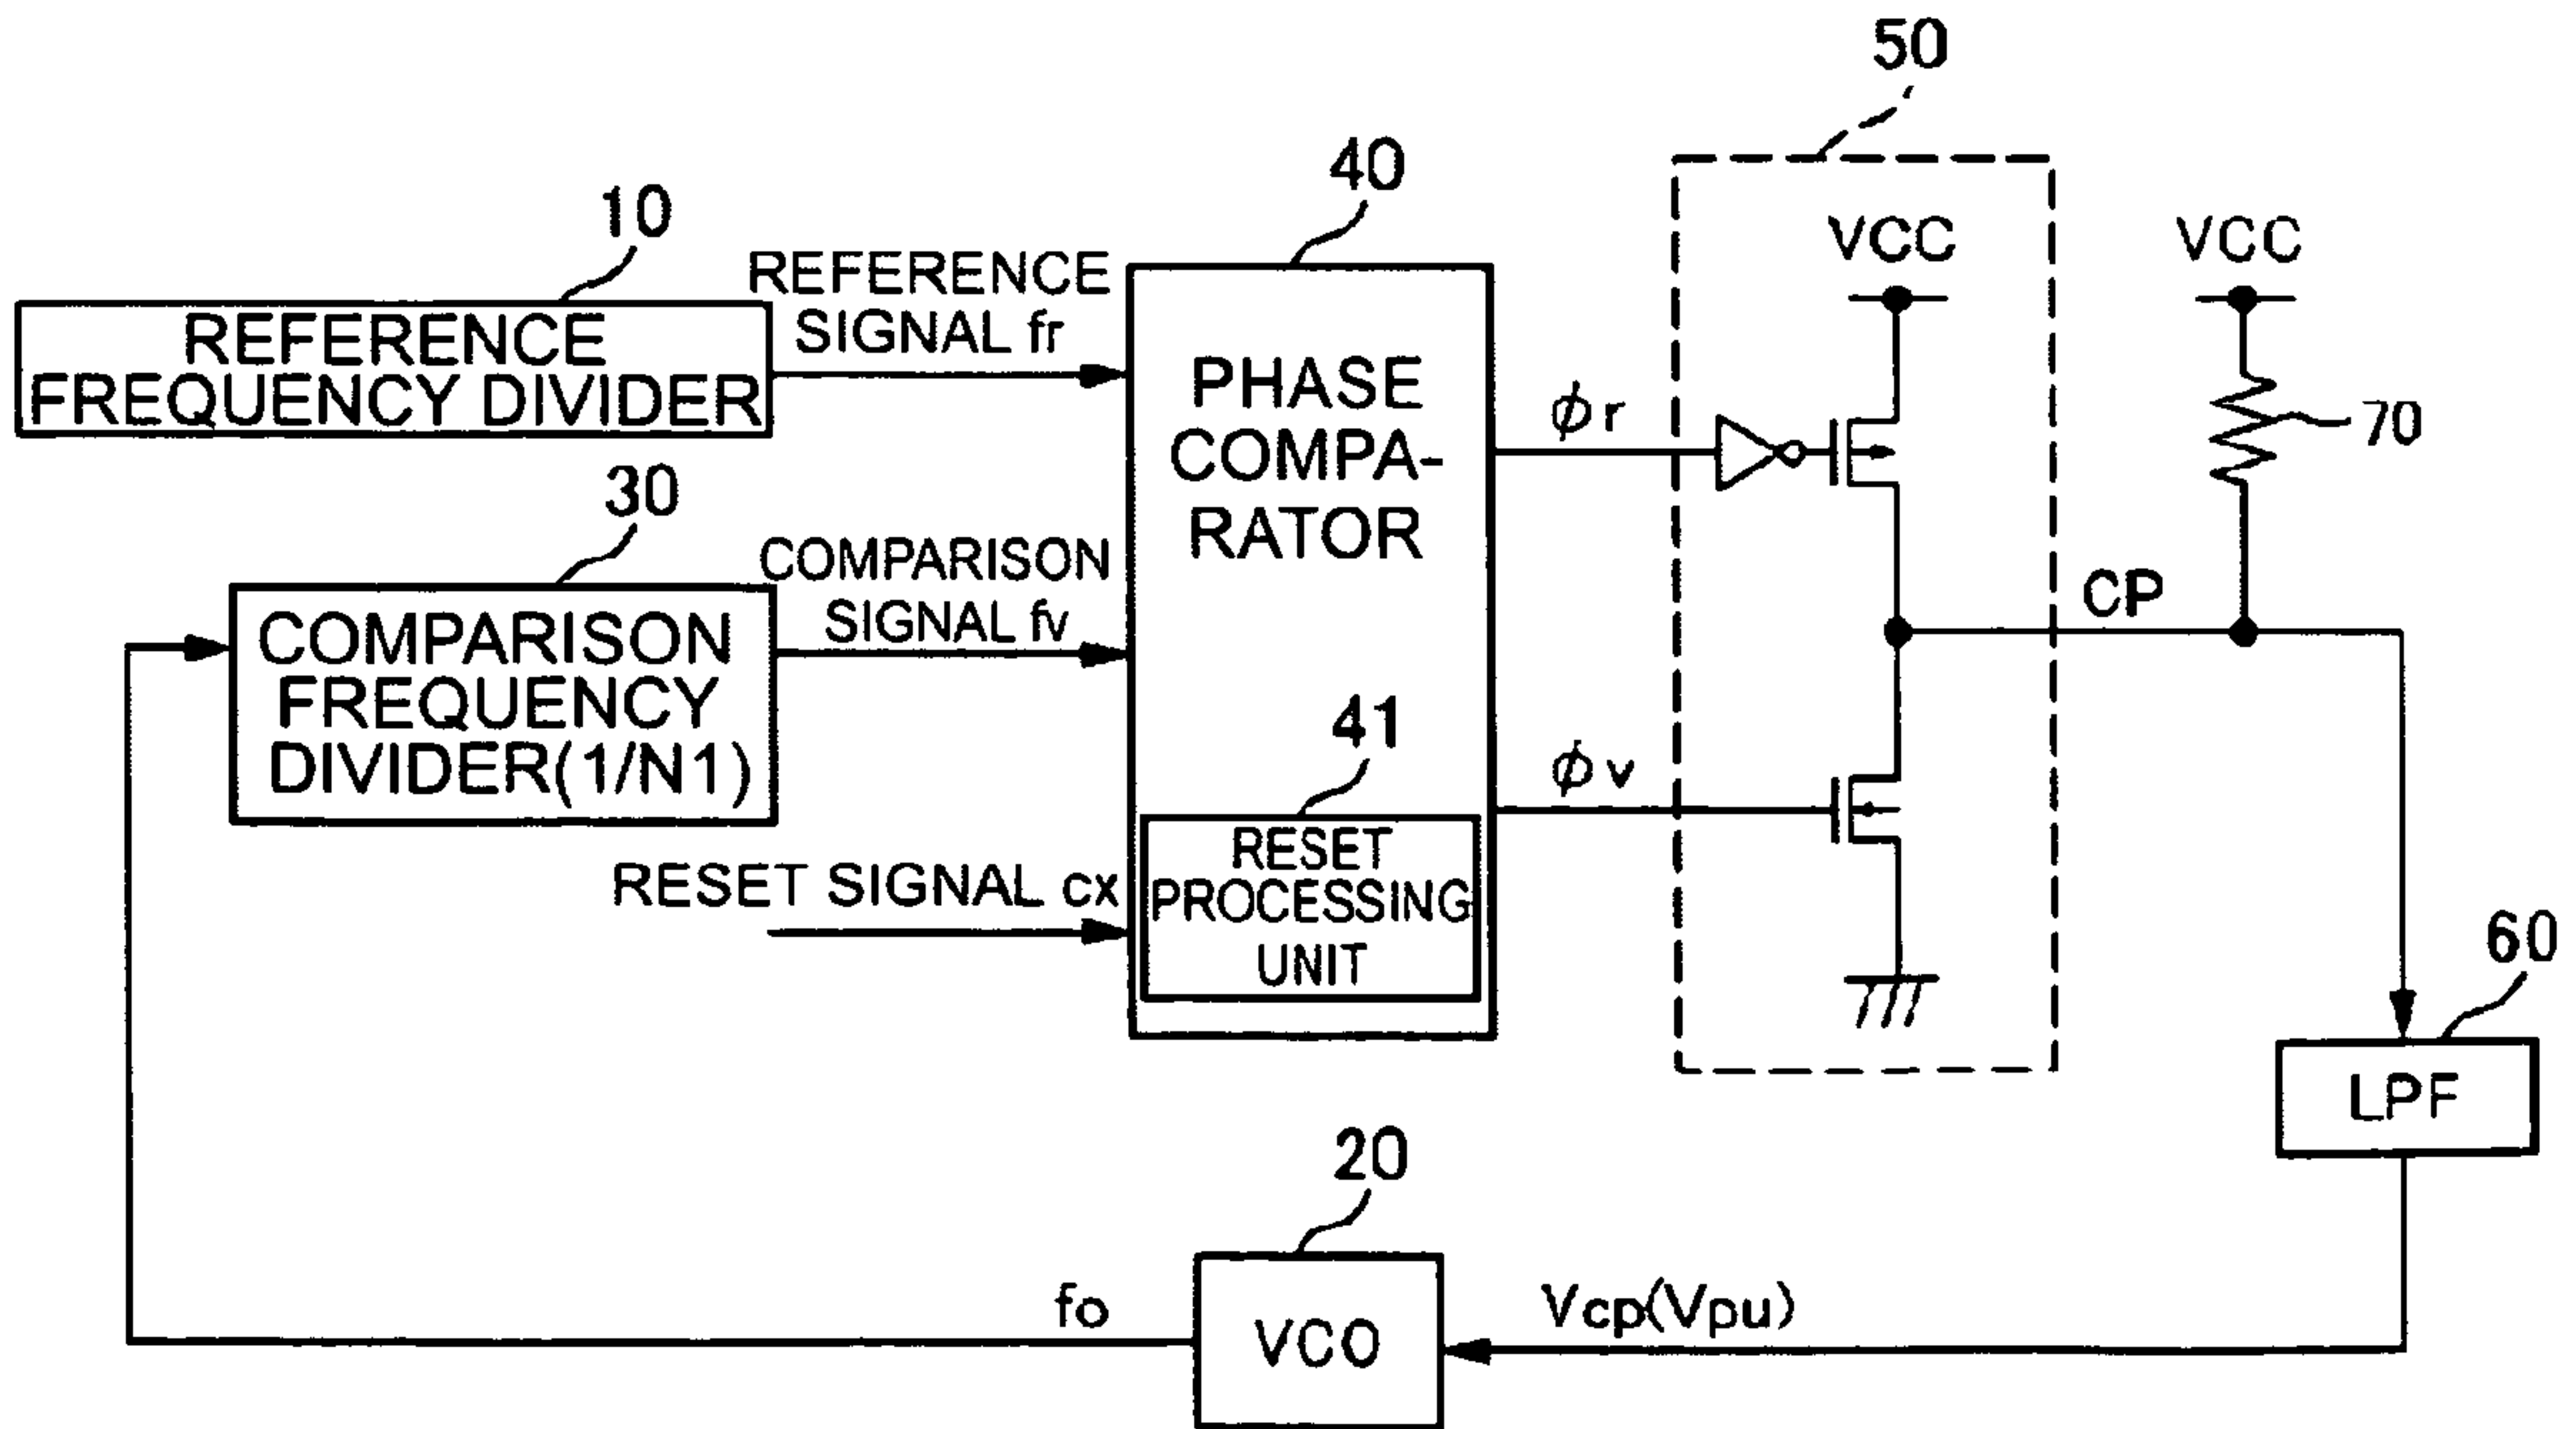 50
40
10
VCC
VCC
REFERENCE
SIGNAL fr
REFERENCE
FREQUENCY DIVIDER
PHASE
COMPA-
RATOR
ϕr
70
30
COMPARISON
SIGNAL fv
COMPARISON
FREQUENCY
DIVIDER(1/N1)
CP
41
ϕv
RESET
PROCESSING
UNIT
RESET SIGNAL cx
60
LPF
20
fo
VCO
Vcp(Vpu)